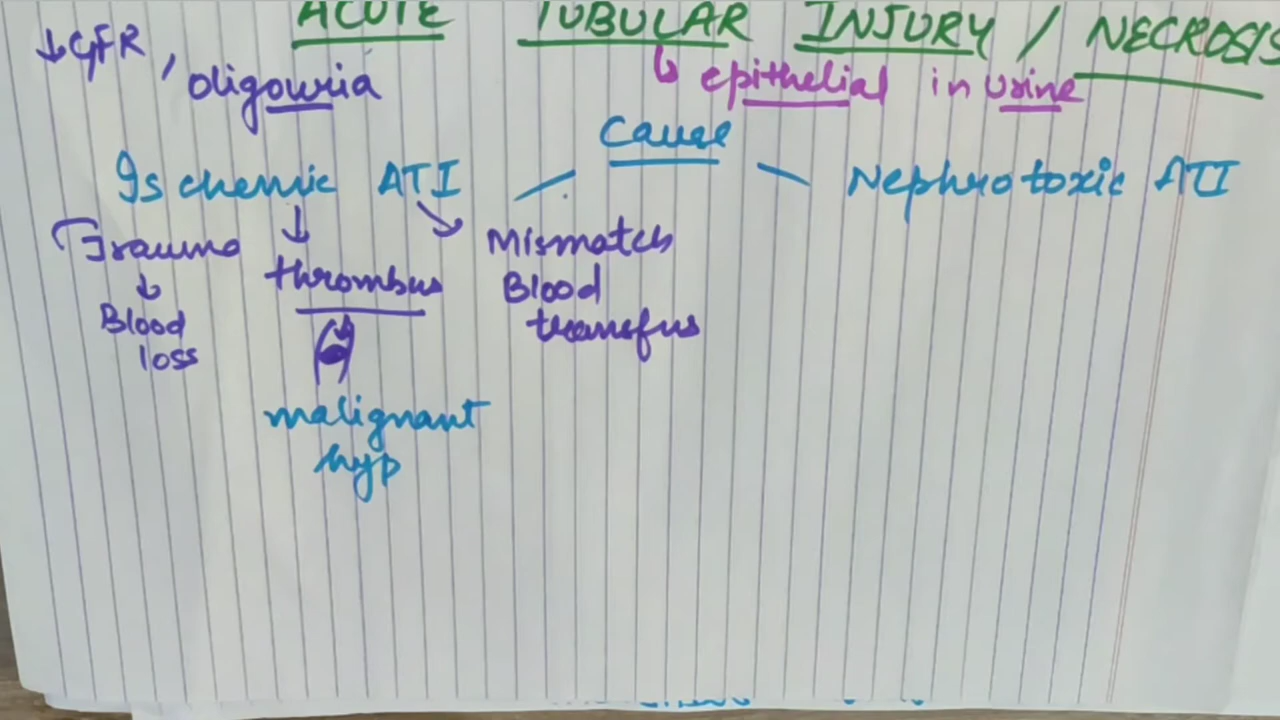 ACUTE TUBULAR INJURY / NECROSIS
↓GFR, oligouria
↳ epithelial in urine
Cause
Ischemic ATI
Nephrotoxic ATI
Trauma
↓
Blood
loss
thrombus
malignant
hyp
Mismatch
Blood
transfus